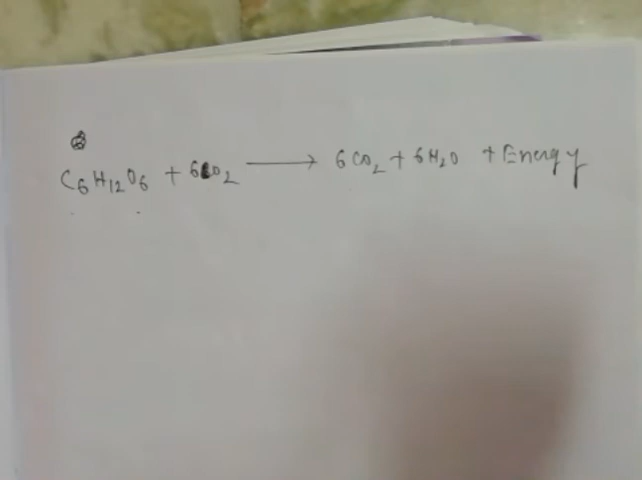 C6H12O6 + 6O2 ⟶ 6CO2 + 6H2O + Energy